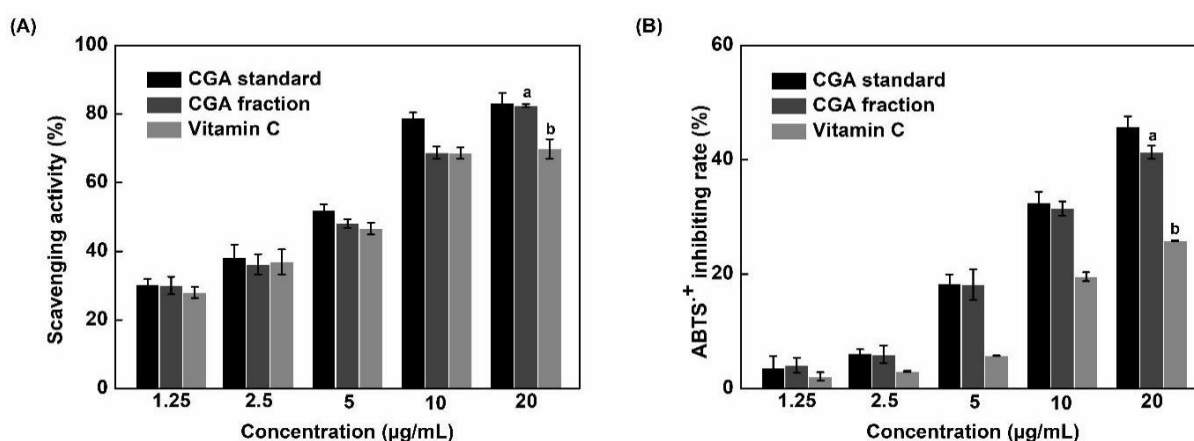 (A)
100
80
60
40
20
0
Scavenging activity (%)
CGA standard
CGA fraction
Vitamin C
a
b
1.25 2.5 5 10 20
Concentration (µg/mL)
(B)
60
40
20
0
ABTS·+ inhibiting rate (%)
CGA standard
CGA fraction
Vitamin C
a
b
1.25 2.5 5 10 20
Concentration (µg/mL)